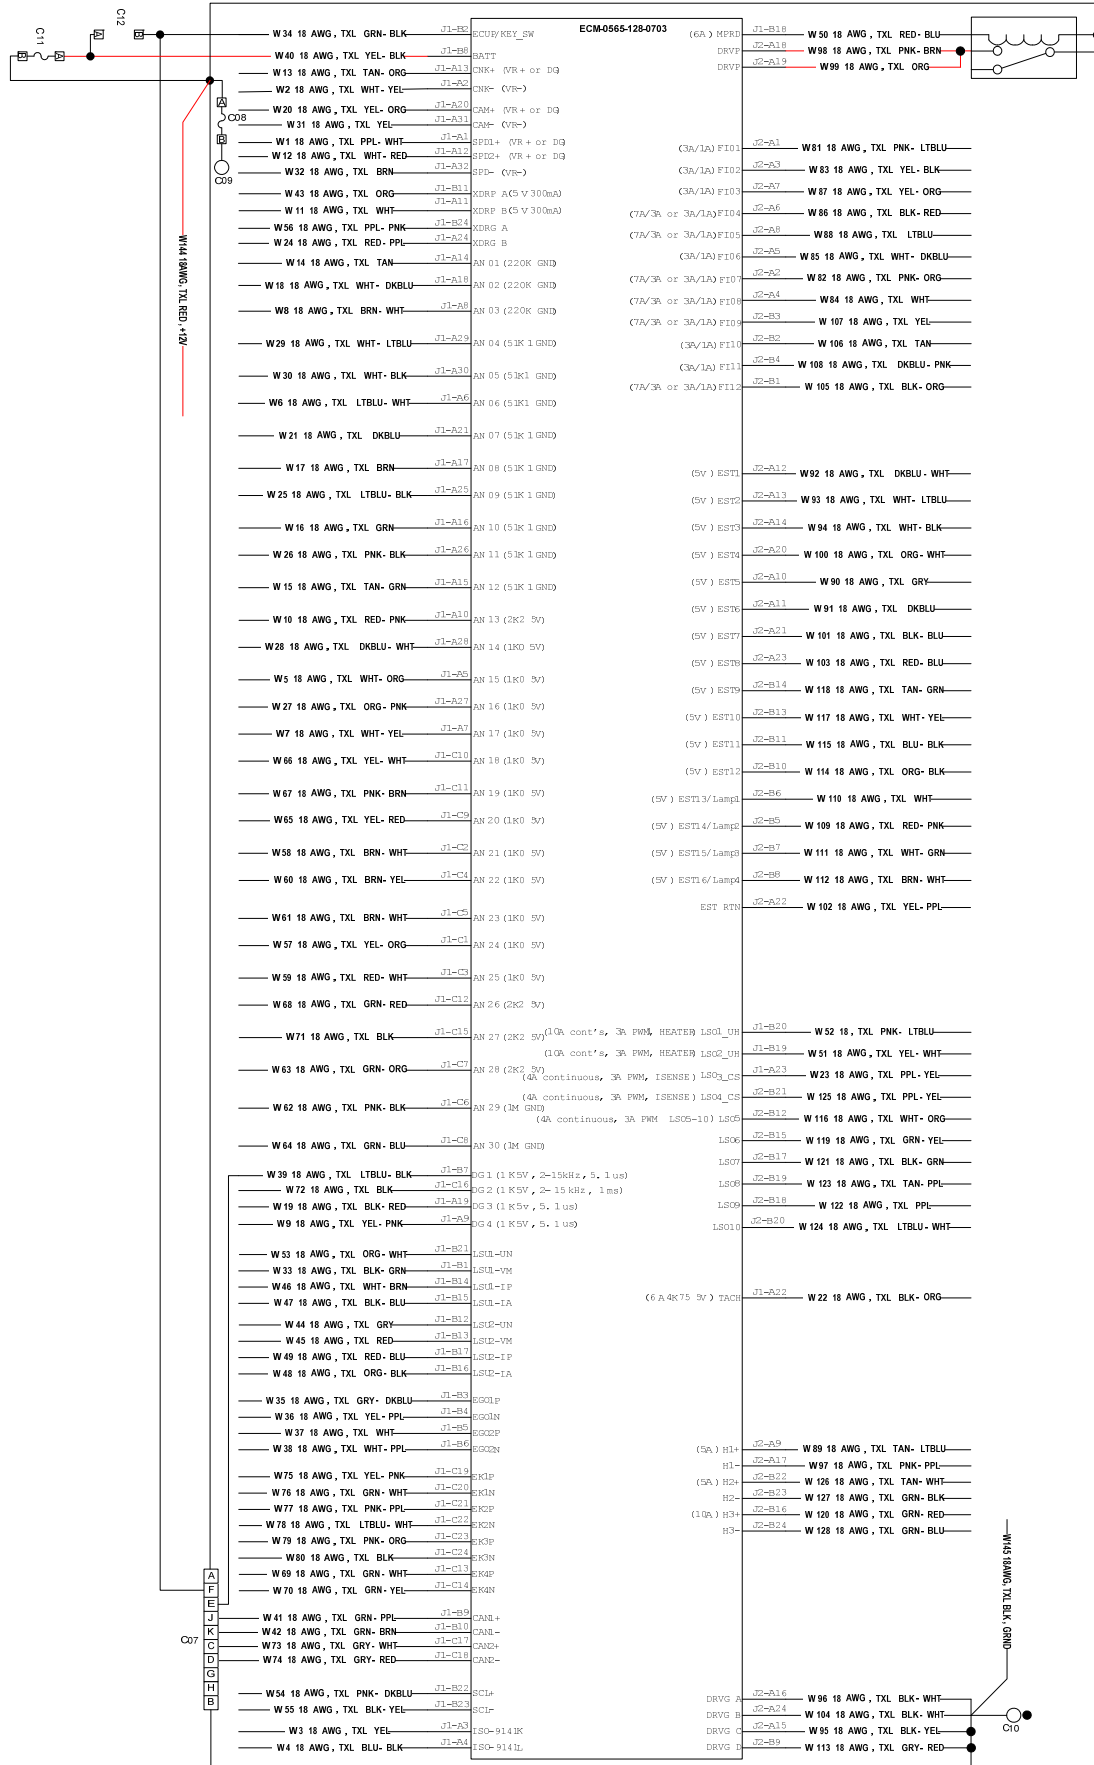 ECM-0565-128-0703
C11
B
A
C12
A
B
A
C08
B
C09
W144 18AWG, TXL RED, +12V
W 34 18 AWG , TXL GRN- BLK J1-B2 ECUP/KEY_SW
W 40 18 AWG , TXL YEL- BLK J1-B8 BATT
W 13 18 AWG , TXL TAN- ORG J1-A13 CNK+ (VR + or DG)
W 2 18 AWG , TXL WHT- YEL J1-A2 CNK- (VR-)
W 20 18 AWG , TXL YEL- ORG J1-A20 CAM+ (VR + or DG)
W 31 18 AWG , TXL YEL J1-A31 CAM- (VR-)
W 1 18 AWG , TXL PPL- WHT J1-A1 SPD1+ (VR + or DG)
W 12 18 AWG , TXL WHT- RED J1-A12 SPD2+ (VR + or DG)
W 32 18 AWG , TXL BRN J1-A32 SPD- (VR-)
W 43 18 AWG , TXL ORG J1-B11 XDRP A(5 V 300mA)
W 11 18 AWG , TXL WHT J1-A11 XDRP B(5 V 300mA)
W 56 18 AWG , TXL PPL- PNK J1-B24 XDRG A
W 24 18 AWG , TXL RED- PPL J1-A24 XDRG B
W 14 18 AWG , TXL TAN J1-A14 AN 01 (220K GND)
W 18 18 AWG , TXL WHT- DKBLU J1-A18 AN 02 (220K GND)
W8 18 AWG , TXL BRN- WHT J1-A8 AN 03 (220K GND)
W 29 18 AWG , TXL WHT- LTBLU J1-A29 AN 04 (51K 1 GND)
W 30 18 AWG , TXL WHT- BLK J1-A30 AN 05 (51K1 GND)
W6 18 AWG , TXL LTBLU- WHT J1-A6 AN 06 (51K1 GND)
W 21 18 AWG , TXL DKBLU J1-A21 AN 07 (51K 1 GND)
W 17 18 AWG , TXL BRN J1-A17 AN 08 (51K 1 GND)
W 25 18 AWG , TXL LTBLU- BLK J1-A25 AN 09 (51K 1 GND)
W 16 18 AWG , TXL GRN J1-A16 AN 10 (51K 1 GND)
W 26 18 AWG , TXL PNK- BLK J1-A26 AN 11 (51K 1 GND)
W 15 18 AWG , TXL TAN- GRN J1-A15 AN 12 (51K 1 GND)
W 10 18 AWG , TXL RED- PNK J1-A10 AN 13 (2K2 5V)
W 28 18 AWG , TXL DKBLU- WHT J1-A28 AN 14 (1K0 5V)
W 5 18 AWG , TXL WHT- ORG J1-A5 AN 15 (1K0 5V)
W 27 18 AWG , TXL ORG- PNK J1-A27 AN 16 (1K0 5V)
W7 18 AWG , TXL WHT- YEL J1-A7 AN 17 (1K0 5V)
W 66 18 AWG , TXL YEL- WHT J1-C10 AN 18 (1K0 5V)
W 67 18 AWG , TXL PNK- BRN J1-C11 AN 19 (1K0 5V)
W 65 18 AWG , TXL YEL- RED J1-C9 AN 20 (1K0 5V)
W 58 18 AWG , TXL BRN- WHT J1-C2 AN 21 (1K0 5V)
W 60 18 AWG , TXL BRN- YEL J1-C4 AN 22 (1K0 5V)
W 61 18 AWG , TXL BRN- WHT J1-C5 AN 23 (1K0 5V)
W 57 18 AWG , TXL YEL- ORG J1-C1 AN 24 (1K0 5V)
W 59 18 AWG , TXL RED- WHT J1-C3 AN 25 (1K0 5V)
W 68 18 AWG , TXL GRN- RED J1-C12 AN 26 (2K2 5V)
W 71 18 AWG , TXL BLK J1-C15 AN 27 (2K2 5V)
W 63 18 AWG , TXL GRN- ORG J1-C7 AN 28 (2K2 5V)
W 62 18 AWG , TXL PNK- BLK J1-C6 AN 29 (1M GND)
W 64 18 AWG , TXL GRN- BLU J1-C8 AN 30 (1M GND)
W 39 18 AWG , TXL LTBLU- BLK J1-B7 DG 1 (1 K 5V , 2-15kHz , 5. 1 us)
W 72 18 AWG , TXL BLK J1-C16 DG 2 (1 K 5V , 2- 15 kHz , 1 ms)
W 19 18 AWG , TXL BLK- RED J1-A19 DG 3 (1 K 5v , 5. 1 us)
W 9 18 AWG , TXL YEL- PNK J1-A9 DG 4 (1 K 5V , 5. 1 us)
W 53 18 AWG , TXL ORG- WHT J1-B21 LSU1-UN
W 33 18 AWG , TXL BLK- GRN J1-B1 LSU1-VM
W 46 18 AWG , TXL WHT- BRN J1-B14 LSU1-IP
W 47 18 AWG , TXL BLK- BLU J1-B15 LSU1-IA
W 44 18 AWG , TXL GRY J1-B12 LSU2-UN
W 45 18 AWG , TXL RED J1-B13 LSU2-VM
W 49 18 AWG , TXL RED- BLU J1-B17 LSU2-IP
W 48 18 AWG , TXL ORG- BLK J1-B16 LSU2-IA
W 35 18 AWG , TXL GRY- DKBLU J1-B3 EGO1P
W 36 18 AWG , TXL YEL- PPL J1-B4 EGO1N
W 37 18 AWG , TXL WHT J1-B5 EGO2P
W 38 18 AWG , TXL WHT- PPL J1-B6 EGO2N
W 75 18 AWG , TXL YEL- PNK J1-C19 EK1P
W 76 18 AWG , TXL GRN- WHT J1-C20 EK1N
W 77 18 AWG , TXL PNK- PPL J1-C21 EK2P
W 78 18 AWG , TXL LTBLU- WHT J1-C22 EK2N
W 79 18 AWG , TXL PNK- ORG J1-C23 EK3P
W 80 18 AWG , TXL BLK J1-C24 EK3N
W 69 18 AWG , TXL GRN- WHT J1-C13 EK4P
W 70 18 AWG , TXL GRN- YEL J1-C14 EK4N
W 41 18 AWG , TXL GRN- PPL J1-B9 CAN1+
W 42 18 AWG , TXL GRN- BRN J1-B10 CAN1-
W 73 18 AWG , TXL GRY- WHT J1-C17 CAN2+
W 74 18 AWG , TXL GRY- RED J1-C18 CAN2-
W 54 18 AWG , TXL PNK- DKBLU J1-B22 SCL+
W 55 18 AWG , TXL BLK- YEL J1-B23 SCL-
W 3 18 AWG , TXL YEL J1-A3 ISO-9141K
W 4 18 AWG , TXL BLU- BLK J1-A4 ISO-9141L
C07
A
F
E
J
K
C
D
G
H
B
(6A ) MPRD J1-B18 W 50 18 AWG , TXL RED- BLU
DRVP J2-A18 W 98 18 AWG , TXL PNK- BRN
DRVP J2-A19 W 99 18 AWG , TXL ORG
(3A/1A) FI01 J2-A1 W 81 18 AWG , TXL PNK- LTBLU
(3A/1A) FI02 J2-A3 W 83 18 AWG , TXL YEL- BLK
(3A/1A) FI03 J2-A7 W 87 18 AWG , TXL YEL- ORG
(7A/3A or 3A/1A) FI04 J2-A6 W 86 18 AWG , TXL BLK- RED
(7A/3A or 3A/1A) FI05 J2-A8 W 88 18 AWG , TXL LTBLU
(3A/1A) FI06 J2-A5 W 85 18 AWG , TXL WHT- DKBLU
(7A/3A or 3A/1A) FI07 J2-A2 W 82 18 AWG , TXL PNK- ORG
(7A/3A or 3A/1A) FI08 J2-A4 W 84 18 AWG , TXL WHT
(7A/3A or 3A/1A) FI09 J2-B3 W 107 18 AWG , TXL YEL
(3A/1A) FI10 J2-B2 W 106 18 AWG , TXL TAN
(3A/1A) FI11 J2-B4 W 108 18 AWG , TXL DKBLU- PNK
(7A/3A or 3A/1A) FI12 J2-B1 W 105 18 AWG , TXL BLK- ORG
(5V ) EST1 J2-A12 W 92 18 AWG , TXL DKBLU- WHT
(5V ) EST2 J2-A13 W 93 18 AWG , TXL WHT- LTBLU
(5V ) EST3 J2-A14 W 94 18 AWG , TXL WHT- BLK
(5V ) EST4 J2-A20 W 100 18 AWG , TXL ORG- WHT
(5V ) EST5 J2-A10 W 90 18 AWG , TXL GRY
(5V ) EST6 J2-A11 W 91 18 AWG , TXL DKBLU
(5V ) EST7 J2-A21 W 101 18 AWG , TXL BLK- BLU
(5V ) EST8 J2-A23 W 103 18 AWG , TXL RED- BLU
(5V ) EST9 J2-B14 W 118 18 AWG , TXL TAN- GRN
(5V ) EST10 J2-B13 W 117 18 AWG , TXL WHT- YEL
(5V ) EST11 J2-B11 W 115 18 AWG , TXL BLU- BLK
(5V ) EST12 J2-B10 W 114 18 AWG , TXL ORG- BLK
(5V) EST13/Lamp1 J2-B6 W 110 18 AWG , TXL WHT
(5V) EST14/Lamp2 J2-B5 W 109 18 AWG , TXL RED- PNK
(5V) EST15/Lamp3 J2-B7 W 111 18 AWG , TXL WHT- GRN
(5V ) EST16/Lamp4 J2-B8 W 112 18 AWG , TXL BRN- WHT
EST RTN J2-A22 W 102 18 AWG , TXL YEL- PPL
(10A cont's, 3A PWM, HEATER) LSO1_UH J1-B20 W 52 18, TXL PNK- LTBLU
(10A cont's, 3A PWM, HEATER) LSO2_UH J1-B19 W 51 18 AWG , TXL YEL- WHT
(4A continuous, 3A PWM, ISENSE) LSO3_CS J1-A23 W 23 18 AWG , TXL PPL- YEL
(4A continuous, 3A PWM, ISENSE) LSO4_CS J2-B21 W 125 18 AWG , TXL PPL- YEL
(4A continuous, 3A PWM LSO5-10) LSO5 J2-B12 W 116 18 AWG , TXL WHT- ORG
LSO6 J2-B15 W 119 18 AWG , TXL GRN- YEL
LSO7 J2-B17 W 121 18 AWG , TXL BLK- GRN
LSO8 J2-B19 W 123 18 AWG , TXL TAN- PPL
LSO9 J2-B18 W 122 18 AWG , TXL PPL
LSO10 J2-B20 W 124 18 AWG , TXL LTBLU- WHT
(6 A 4K75 5V ) TACH J1-A22 W 22 18 AWG , TXL BLK- ORG
(5A ) H1+ J2-A9 W 89 18 AWG , TXL TAN- LTBLU
H1- J2-A17 W 97 18 AWG , TXL PNK- PPL
(5A ) H2+ J2-B22 W 126 18 AWG , TXL TAN- WHT
H2- J2-B23 W 127 18 AWG , TXL GRN- BLK
(10A ) H3+ J2-B16 W 120 18 AWG , TXL GRN- RED
H3- J2-B24 W 128 18 AWG , TXL GRN- BLU
W145 18AWG, TXL BLK , GRND
DRVG A J2-A16 W 96 18 AWG , TXL BLK- WHT
DRVG B J2-A24 W 104 18 AWG , TXL BLK- WHT
DRVG C J2-A15 W 95 18 AWG , TXL BLK- YEL
DRVG D J2-B9 W 113 18 AWG , TXL GRY- RED
C10